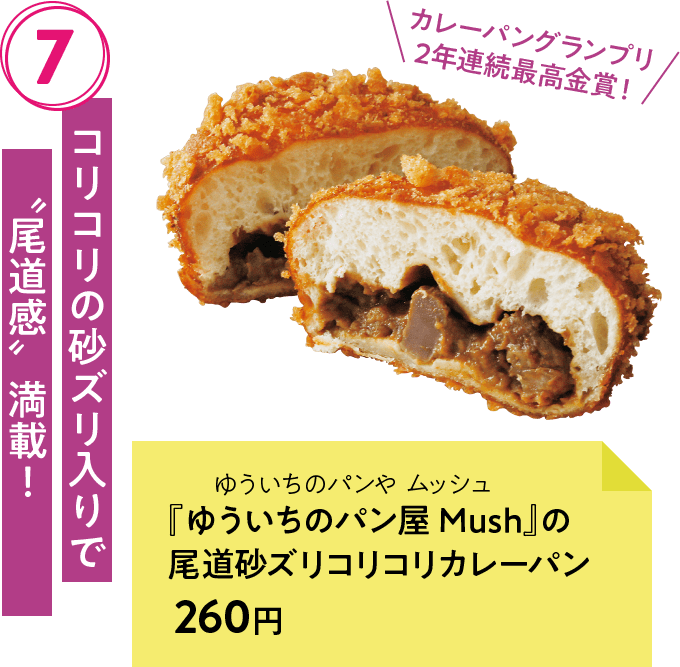 7
カレーパングランプリ
2年連続最高金賞!
コリコリの砂ズリ入りで
〝尾道感〟満載!
ゆういちのパンや ムッシュ
『ゆういちのパン屋 Mush』の
尾道砂ズリコリコリカレーパン
260円